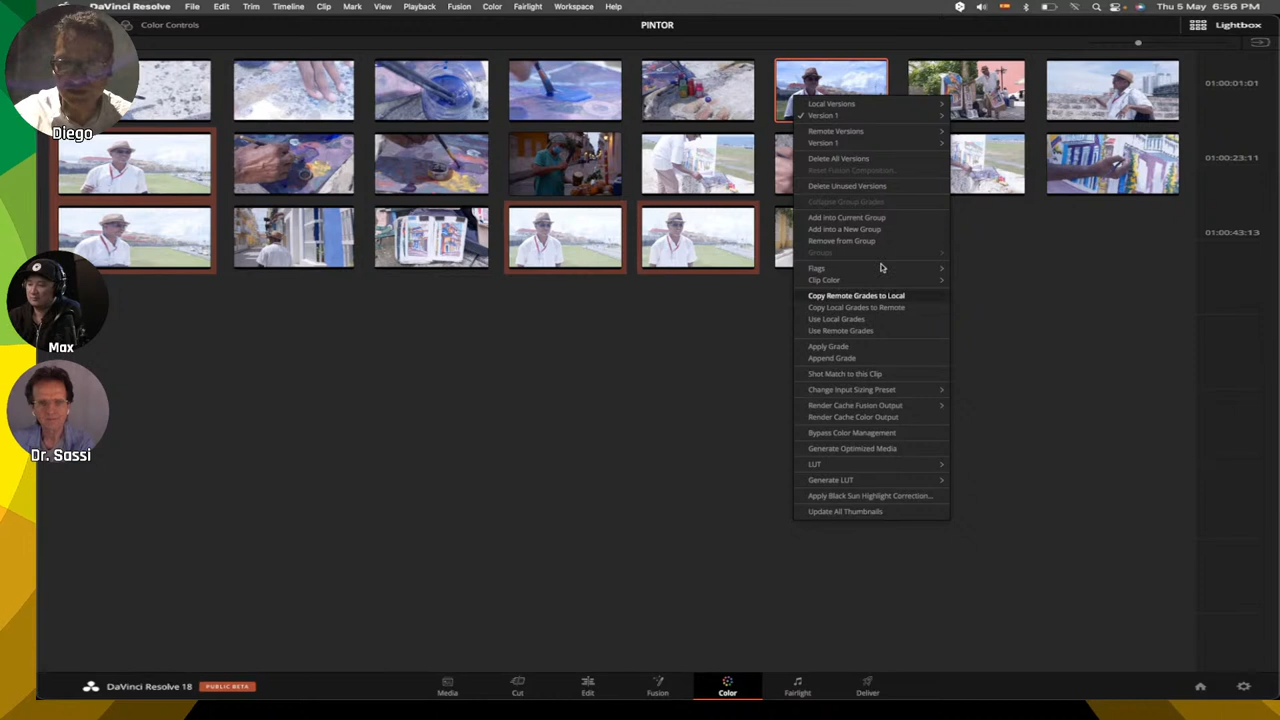 DaVinci Resolve File Edit Trim Timeline Clip Mark View Playback Fusion Color Fairlight Workspace Help Thu 5 May 6:56 PM
Color Controls PINTOR Lightbox
01:00:01:01
Diego
01:00:23:11
01:00:43:13
Max
Dr. Sassi
Local Versions
✓ Version 1
Remote Versions
Version 1
Delete All Versions
Reset Fusion Composition
Delete Unused Versions
Collapse Group Grades
Add into Current Group
Add into a New Group
Remove from Group
Groups
Flags
Clip Color
Copy Remote Grades to Local
Copy Local Grades to Remote
Use Local Grades
Use Remote Grades
Apply Grade
Append Grade
Shot Match to this Clip
Change Input Sizing Preset
Render Cache Fusion Output
Render Cache Color Output
Bypass Color Management
Generate Optimized Media
LUT
Generate LUT
Apply Black Sun Highlight Correction...
Update All Thumbnails
DaVinci Resolve 18 PUBLIC BETA
Media Cut Edit Fusion Color Fairlight Deliver